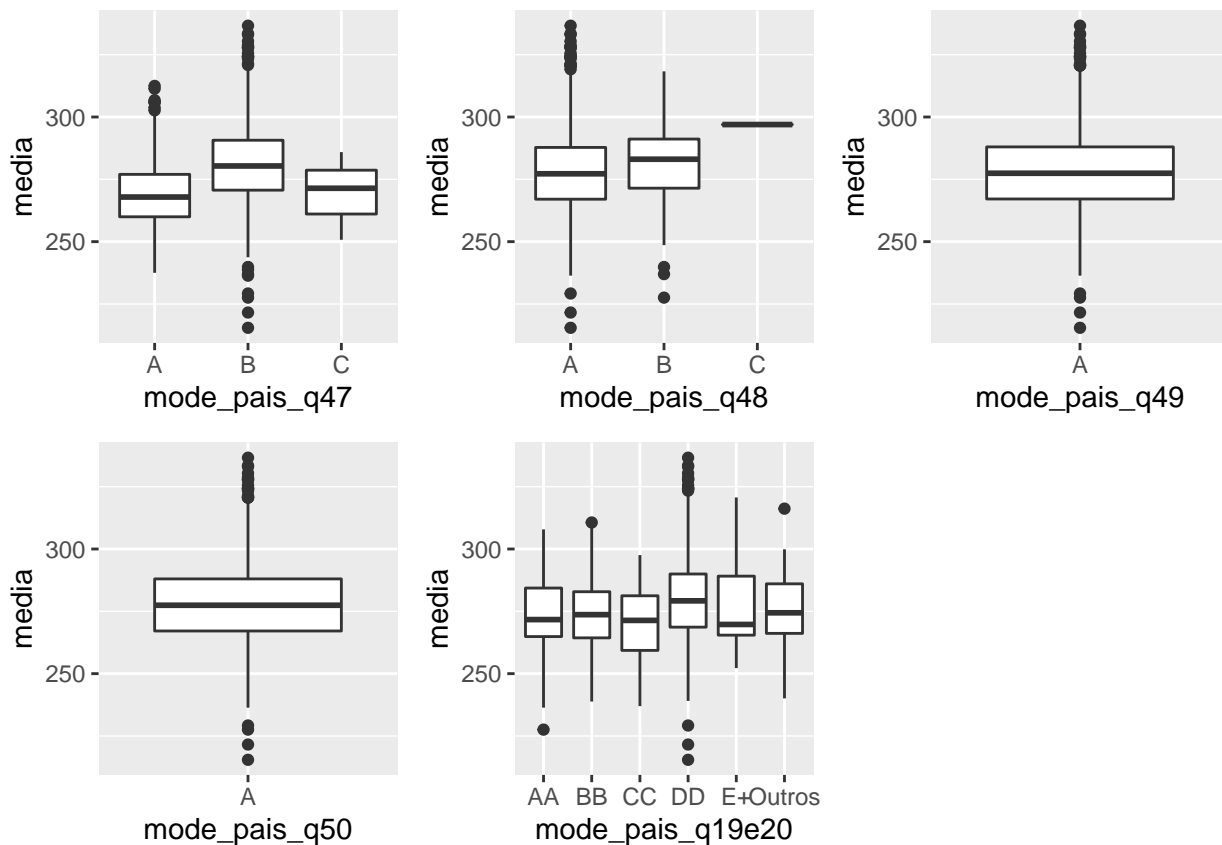 media
300
250
A B C
mode_pais_q47
media
300
250
A B C
mode_pais_q48
media
300
250
A
mode_pais_q49
media
300
250
A
mode_pais_q50
media
300
250
AA BB CC DD E+ Outros
mode_pais_q19e20